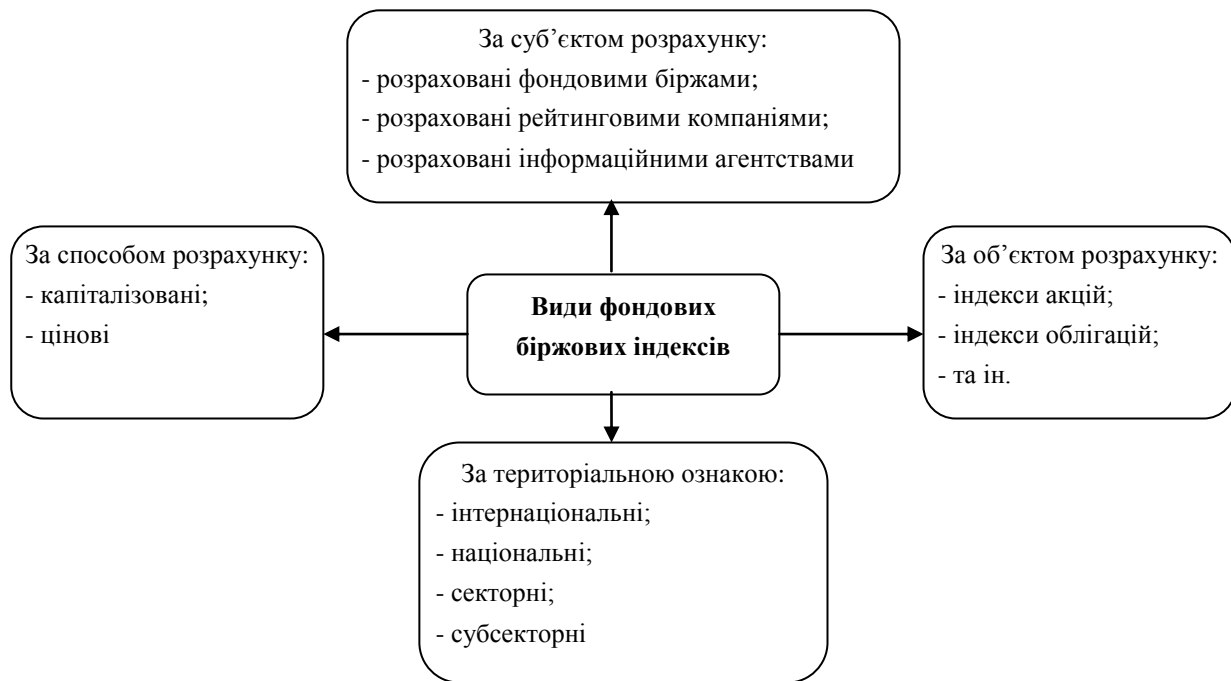 За суб’єктом розрахунку:
- розраховані фондовими біржами;
- розраховані рейтинговими компаніями;
- розраховані інформаційними агентствами
За способом розрахунку:
- капіталізовані;
- цінові
Види фондових
біржових індексів
За об’єктом розрахунку:
- індекси акцій;
- індекси облігацій;
- та ін.
За територіальною ознакою:
- інтернаціональні;
- національні;
- секторні;
- субсекторні